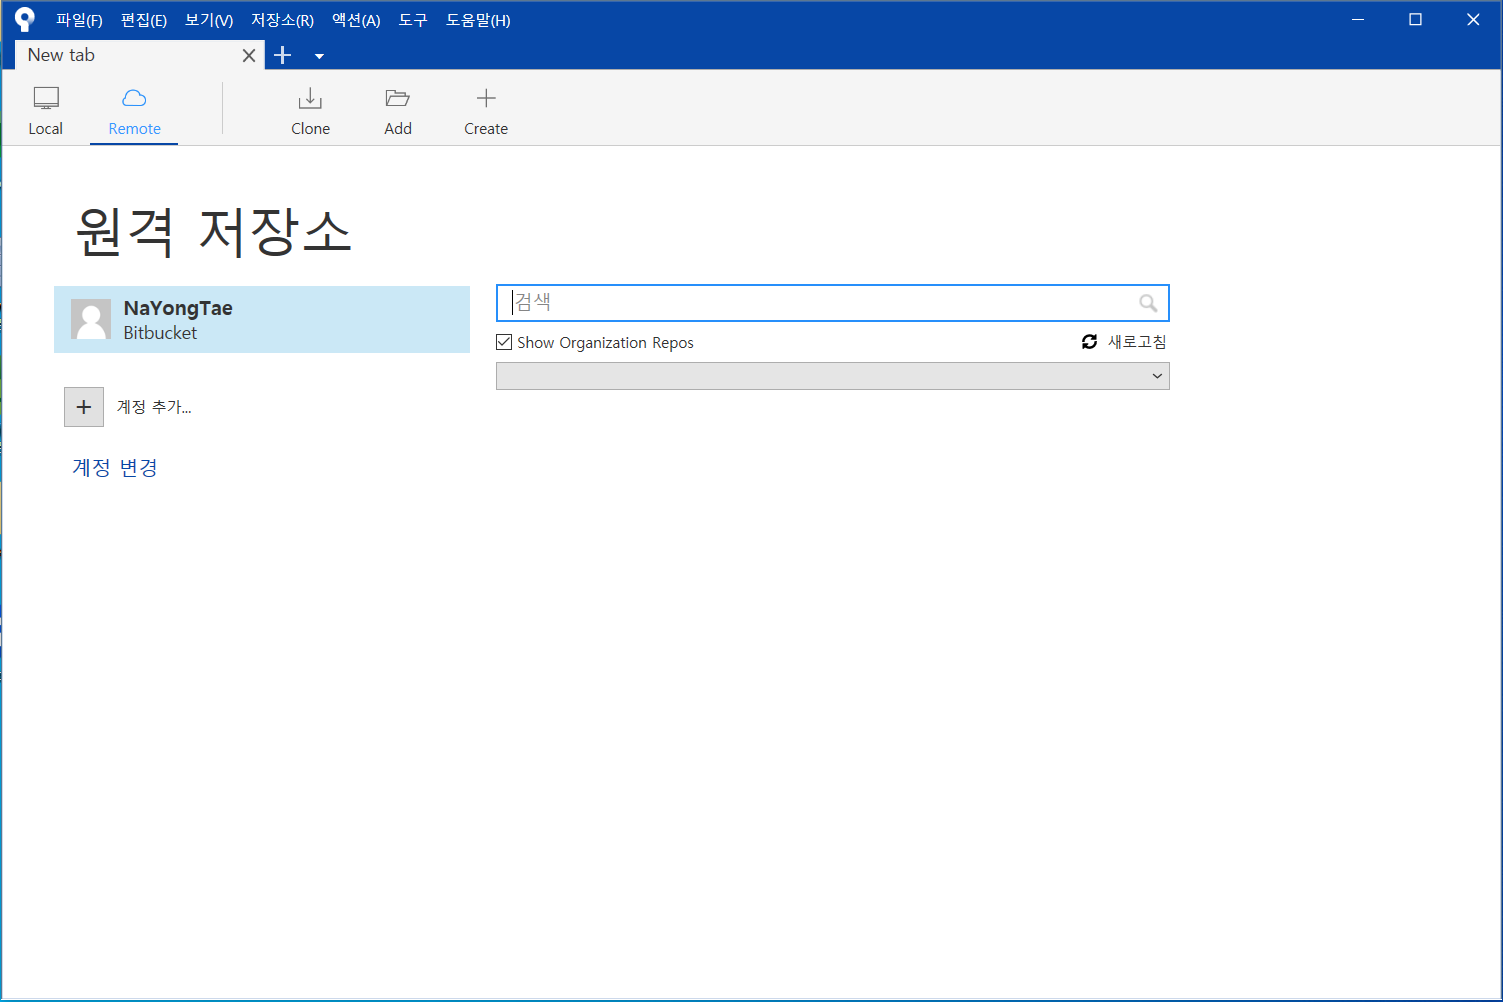 파일(F) 편집(E) 보기(V) 저장소(R) 액션(A) 도구 도움말(H)
New tab
Local Remote Clone Add Create
원격 저장소
NaYongTae
Bitbucket
검색
Show Organization Repos 새로고침
계정 추가...
계정 변경